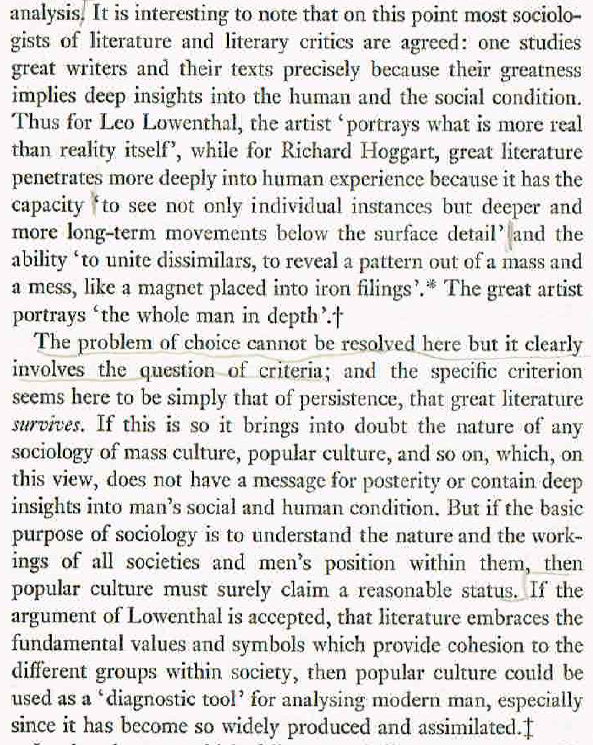 analysis. It is interesting to note that on this point most sociolo-
gists of literature and literary critics are agreed: one studies
great writers and their texts precisely because their greatness
implies deep insights into the human and the social condition.
Thus for Leo Lowenthal, the artist ‘portrays what is more real
than reality itself’, while for Richard Hoggart, great literature
penetrates more deeply into human experience because it has the
capacity ‘to see not only individual instances but deeper and
more long-term movements below the surface detail’ and the
ability ‘to unite dissimilars, to reveal a pattern out of a mass and
a mess, like a magnet placed into iron filings’.* The great artist
portrays ‘the whole man in depth’.†
The problem of choice cannot be resolved here but it clearly
involves the question of criteria; and the specific criterion
seems here to be simply that of persistence, that great literature
survives. If this is so it brings into doubt the nature of any
sociology of mass culture, popular culture, and so on, which, on
this view, does not have a message for posterity or contain deep
insights into man’s social and human condition. But if the basic
purpose of sociology is to understand the nature and the work-
ings of all societies and men’s position within them, then
popular culture must surely claim a reasonable status. If the
argument of Lowenthal is accepted, that literature embraces the
fundamental values and symbols which provide cohesion to the
different groups within society, then popular culture could be
used as a ‘diagnostic tool’ for analysing modern man, especially
since it has become so widely produced and assimilated.‡